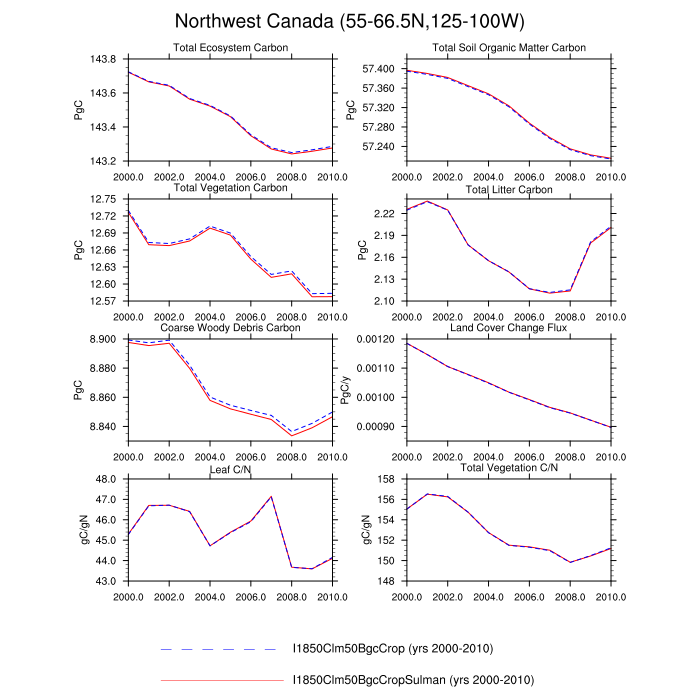 Northwest Canada (55-66.5N,125-100W)
Total Ecosystem Carbon
PgC
143.8
143.6
143.4
143.2
2000.0 2002.0 2004.0 2006.0 2008.0 2010.0
Total Soil Organic Matter Carbon
PgC
57.400
57.360
57.320
57.280
57.240
2000.0 2002.0 2004.0 2006.0 2008.0 2010.0
Total Vegetation Carbon
PgC
12.75
12.72
12.69
12.66
12.63
12.60
12.57
2000.0 2002.0 2004.0 2006.0 2008.0 2010.0
Total Litter Carbon
PgC
2.22
2.19
2.16
2.13
2.10
2000.0 2002.0 2004.0 2006.0 2008.0 2010.0
Coarse Woody Debris Carbon
PgC
8.900
8.880
8.860
8.840
2000.0 2002.0 2004.0 2006.0 2008.0 2010.0
Land Cover Change Flux
PgC/y
0.00120
0.00110
0.00100
0.00090
2000.0 2002.0 2004.0 2006.0 2008.0 2010.0
Leaf C/N
gC/gN
48.0
47.0
46.0
45.0
44.0
43.0
2000.0 2002.0 2004.0 2006.0 2008.0 2010.0
Total Vegetation C/N
gC/gN
158
156
154
152
150
148
2000.0 2002.0 2004.0 2006.0 2008.0 2010.0
I1850Clm50BgcCrop (yrs 2000-2010)
I1850Clm50BgcCropSulman (yrs 2000-2010)